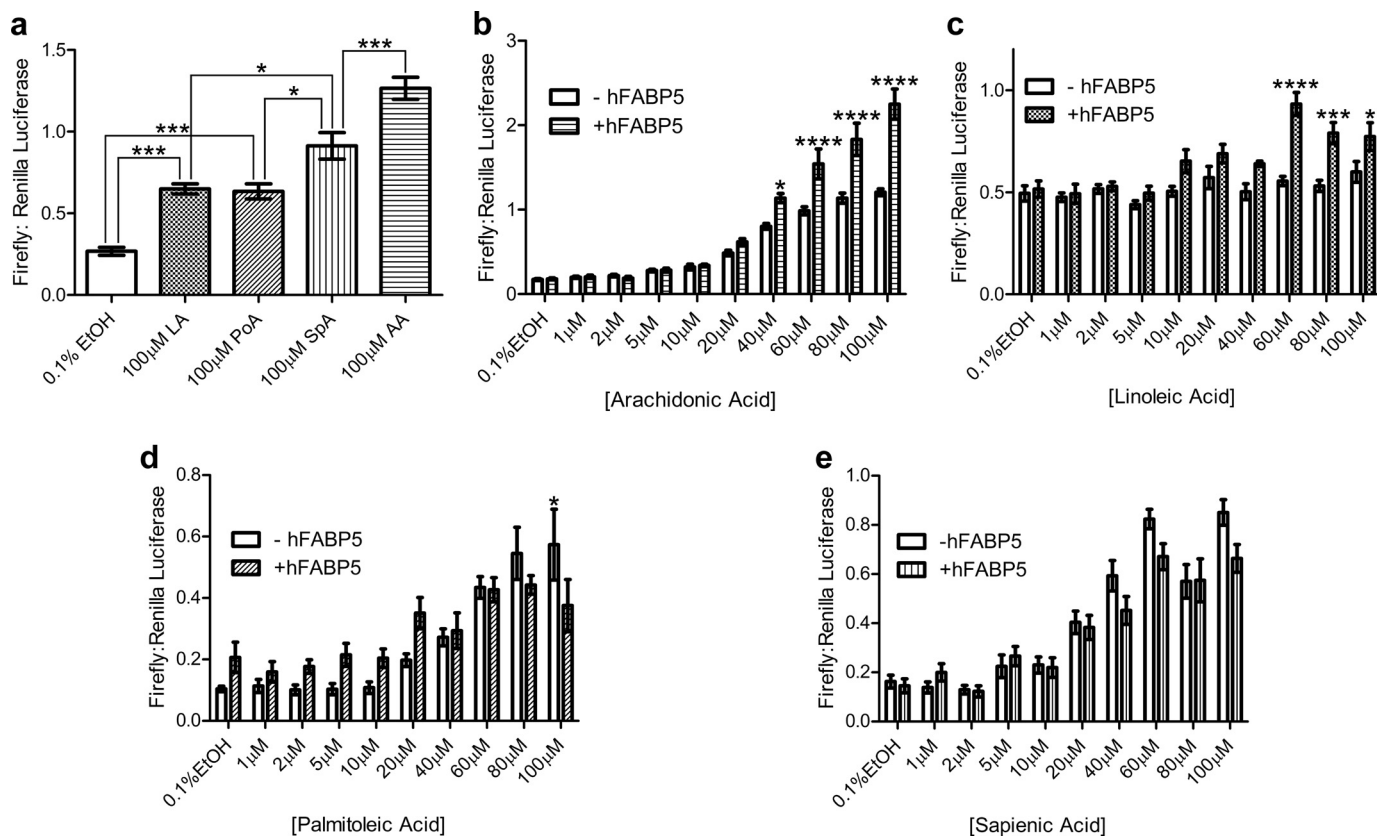 a
Firefly: Renilla Luciferase
1.5
1.0
0.5
0.0
***
***
*
*
***
0.1% EtOH
100µM LA
100µM PoA
100µM SpA
100µM AA
b
Firefly:Renilla Luciferase
3
2
1
0
- hFABP5
+hFABP5
*
****
****
****
0.1%EtOH
1µM
2µM
5µM
10µM
20µM
40µM
60µM
80µM
100µM
[Arachidonic Acid]
c
Firefly:Renilla Luciferase
1.0
0.5
0.0
- hFABP5
+hFABP5
****
***
*
0.1%EtOH
1µM
2µM
5µM
10µM
20µM
40µM
60µM
80µM
100µM
[Linoleic Acid]
d
Firefly:Renilla Luciferase
0.8
0.6
0.4
0.2
0.0
- hFABP5
+hFABP5
*
0.1%EtOH
1µM
2µM
5µM
10µM
20µM
40µM
60µM
80µM
100µM
[Palmitoleic Acid]
e
Firefly:Renilla Luciferase
1.0
0.8
0.6
0.4
0.2
0.0
-hFABP5
+hFABP5
0.1%EtOH
1µM
2µM
5µM
10µM
20µM
40µM
60µM
80µM
100µM
[Sapienic Acid]